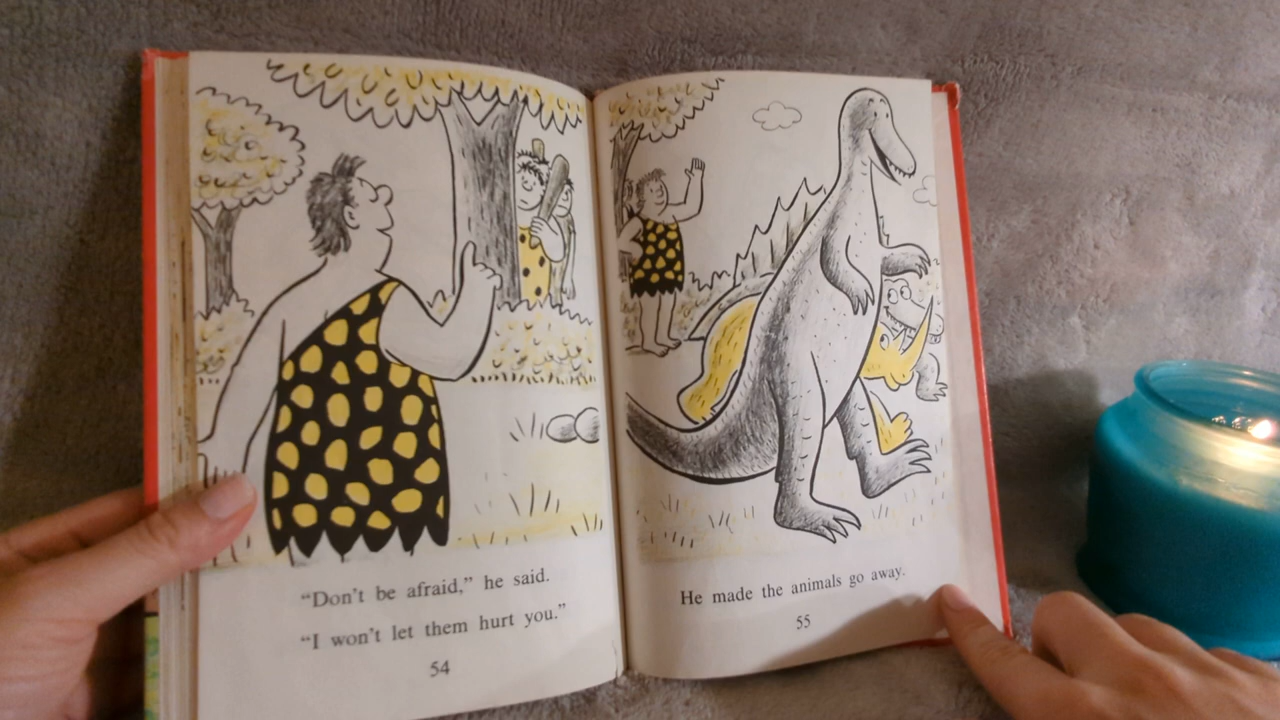 “Don’t be afraid,” he said.
“I won’t let them hurt you.”
54
He made the animals go away.
55